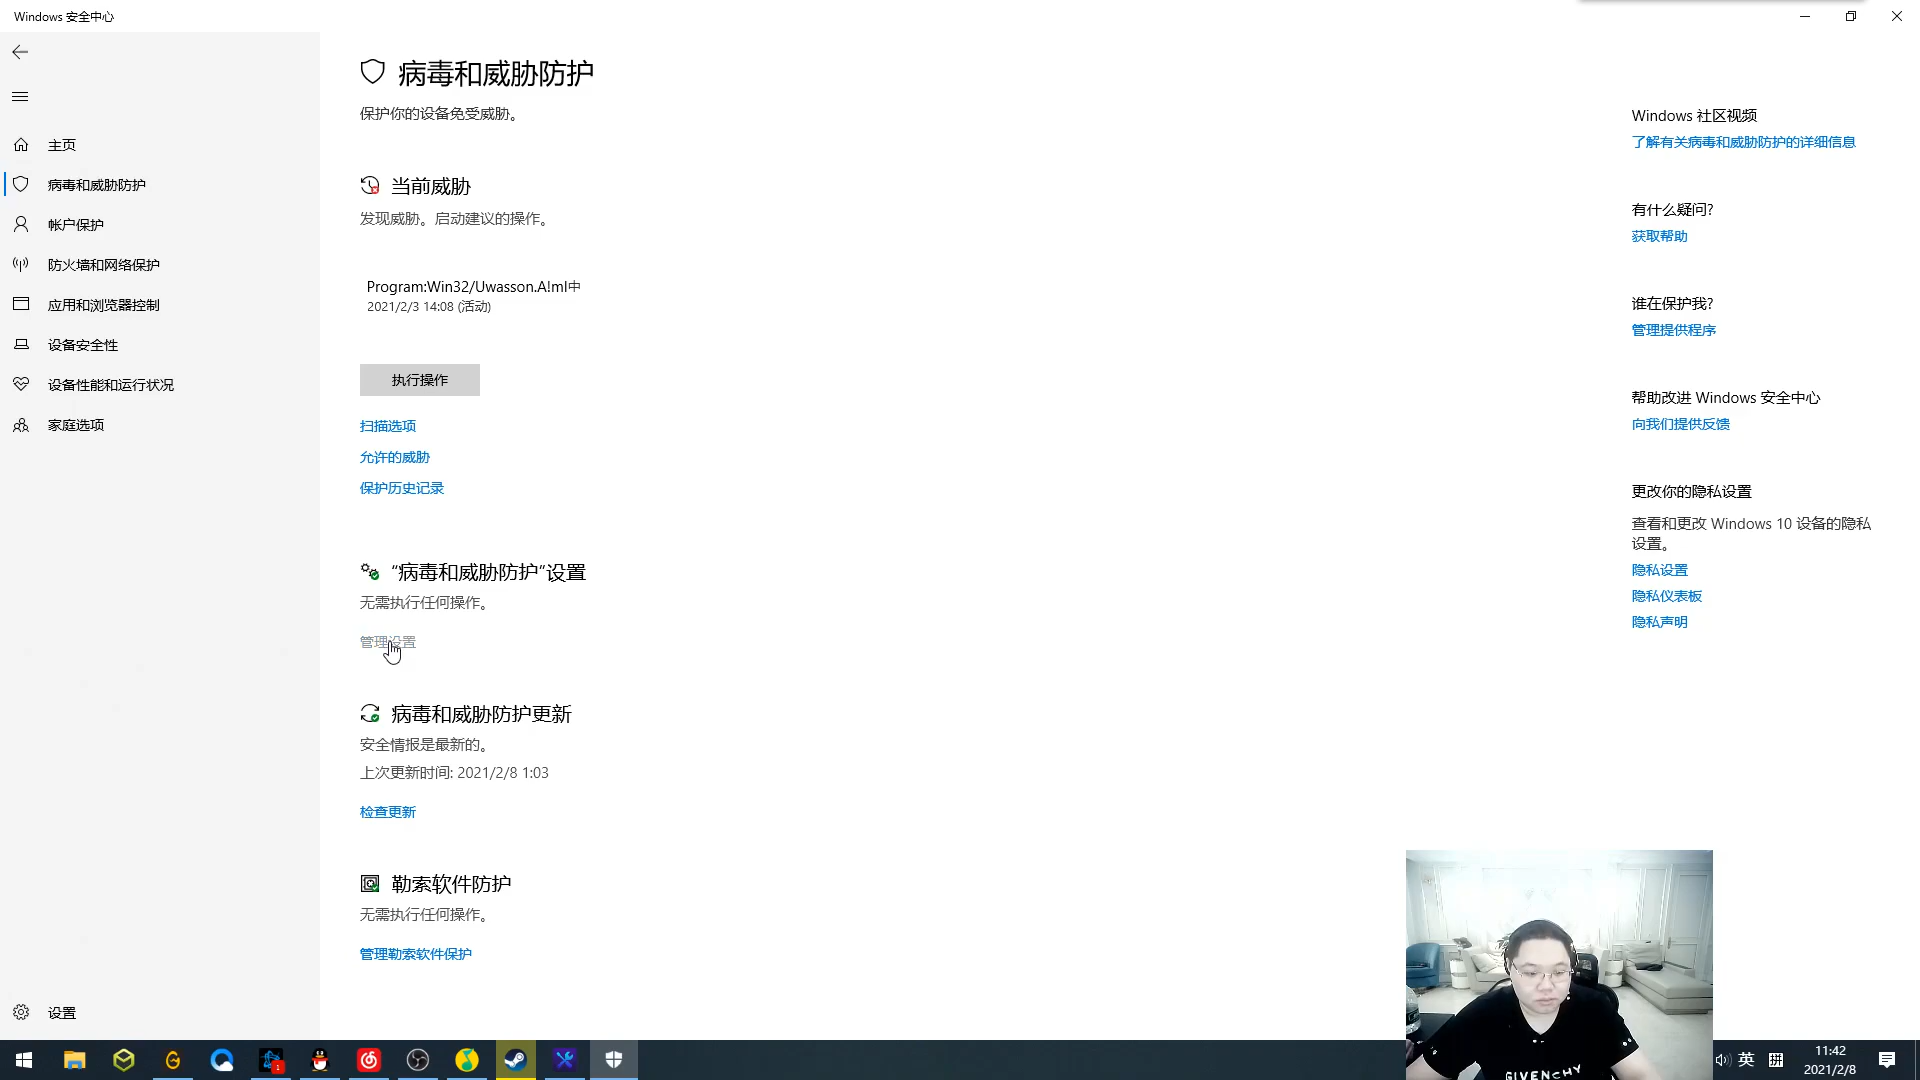 Windows 安全中心
主页
病毒和威胁防护
帐户保护
防火墙和网络保护
应用和浏览器控制
设备安全性
设备性能和运行状况
家庭选项
设置
病毒和威胁防护
保护你的设备免受威胁。
当前威胁
发现威胁。启动建议的操作。
Program:Win32/Uwasson.A!ml中
2021/2/3 14:08 (活动)
执行操作
扫描选项
允许的威胁
保护历史记录
“病毒和威胁防护”设置
无需执行任何操作。
管理设置
病毒和威胁防护更新
安全情报是最新的。
上次更新时间: 2021/2/8 1:03
检查更新
勒索软件防护
无需执行任何操作。
管理勒索软件保护
Windows 社区视频
了解有关病毒和威胁防护的详细信息
有什么疑问?
获取帮助
谁在保护我?
管理提供程序
帮助改进 Windows 安全中心
向我们提供反馈
更改你的隐私设置
查看和更改 Windows 10 设备的隐私
设置。
隐私设置
隐私仪表板
隐私声明
GIVENCHY
1
英
拼
11:42
2021/2/8